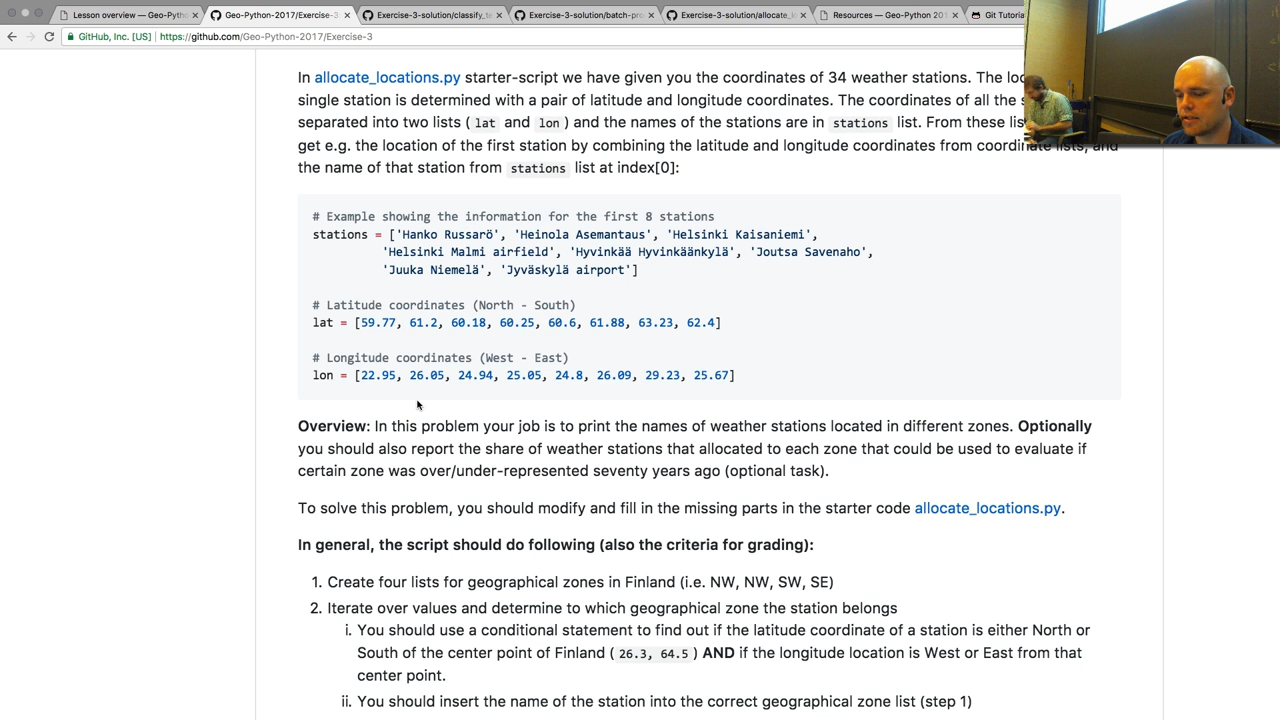 Lesson overview — Geo-Pytho
Geo-Python-2017/Exercise-3
Exercise-3-solution/classify_te
Exercise-3-solution/batch-pro
Exercise-3-solution/allocate_l
Resources — Geo-Python 201
Git Tutoria
GitHub, Inc. [US] | https://github.com/Geo-Python-2017/Exercise-3
In allocate_locations.py starter-script we have given you the coordinates of 34 weather stations. The
single station is determined with a pair of latitude and longitude coordinates. The coordinates of all the
separated into two lists ( lat and lon ) and the names of the stations are in stations list. From these
get e.g. the location of the first station by combining the latitude and longitude coordinates from coordinate lists, and
the name of that station from stations list at index[0]:
# Example showing the information for the first 8 stations
stations = ['Hanko Russarö', 'Heinola Asemantaus', 'Helsinki Kaisaniemi',
'Helsinki Malmi airfield', 'Hyvinkää Hyvinkäänkylä', 'Joutsa Savenaho',
'Juuka Niemelä', 'Jyväskylä airport']
# Latitude coordinates (North - South)
lat = [59.77, 61.2, 60.18, 60.25, 60.6, 61.88, 63.23, 62.4]
# Longitude coordinates (West - East)
lon = [22.95, 26.05, 24.94, 25.05, 24.8, 26.09, 29.23, 25.67]
Overview: In this problem your job is to print the names of weather stations located in different zones. Optionally
you should also report the share of weather stations that allocated to each zone that could be used to evaluate if
certain zone was over/under-represented seventy years ago (optional task).
To solve this problem, you should modify and fill in the missing parts in the starter code allocate_locations.py.
In general, the script should do following (also the criteria for grading):
1. Create four lists for geographical zones in Finland (i.e. NW, NW, SW, SE)
2. Iterate over values and determine to which geographical zone the station belongs
i. You should use a conditional statement to find out if the latitude coordinate of a station is either North or
South of the center point of Finland ( 26.3, 64.5 ) AND if the longitude location is West or East from that
center point.
ii. You should insert the name of the station into the correct geographical zone list (step 1)